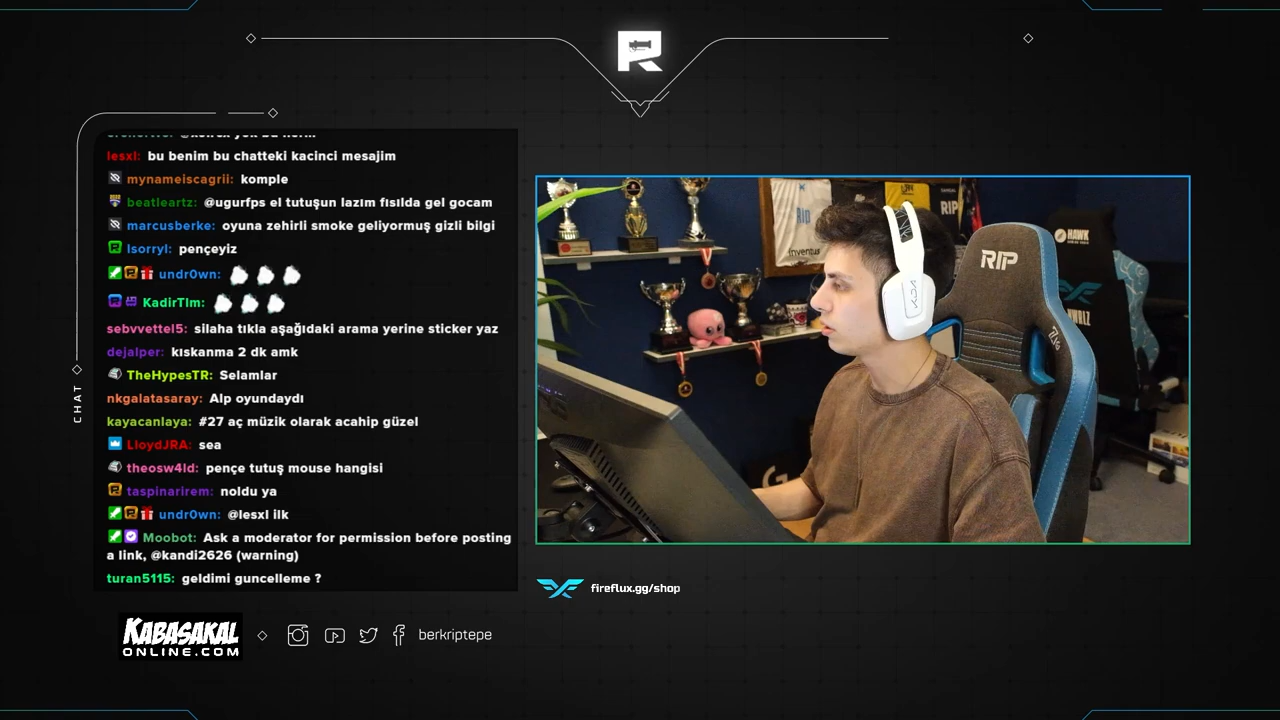 R
lesxl: bu benim bu chatteki kacinci mesajim
mynameiscagrii: komple
beatleartz: @ugurfps el tutuşun lazım fısılda gel gocam
marcusberke: oyuna zehirli smoke geliyormuş gizli bilgi
lsorryl: pençeyiz
undr0wn:
KadirTlm:
sebvvettel5: silaha tıkla aşağıdaki arama yerine sticker yaz
dejalper: kıskanma 2 dk amk
TheHypesTR: Selamlar
nkgalatasaray: Alp oyundaydı
kayacanlaya: #27 aç müzik olarak acahip güzel
LloydJRA: sea
theosw4ld: pençe tutuş mouse hangisi
taspinarirem: noldu ya
undr0wn: @lesxl ilk
Moobot: Ask a moderator for permission before posting
a link, @kandi2626 (warning)
turan5115: geldimi guncelleme ?
CHAT
Rip
inventus
RIP
HAWK
RIP
fireflux.gg/shop
KABASAKAL
ONLINE.COM
berkriptepe